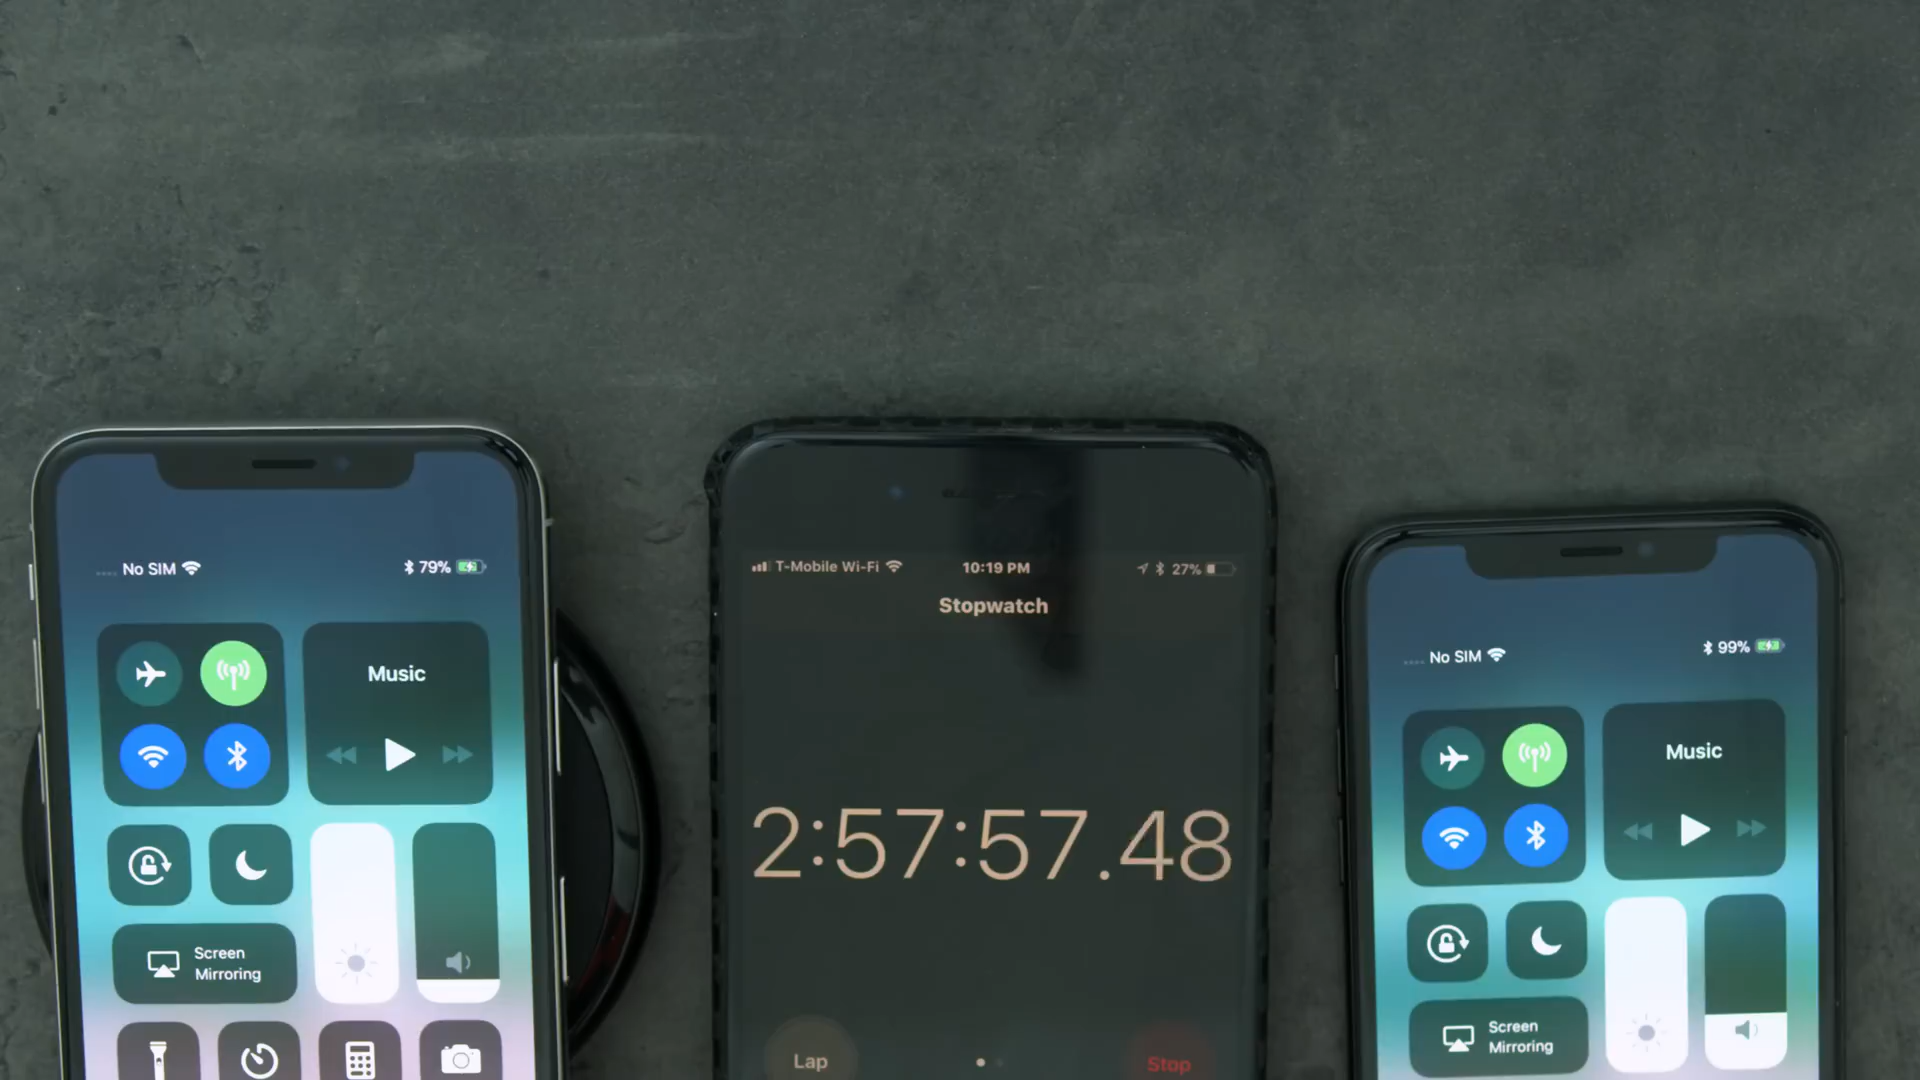 No SIM 79%
Music
Screen
Mirroring
T-Mobile Wi-Fi 10:19 PM 27%
Stopwatch
2:57:57.48
Lap Stop
No SIM 99%
Music
Screen
Mirroring